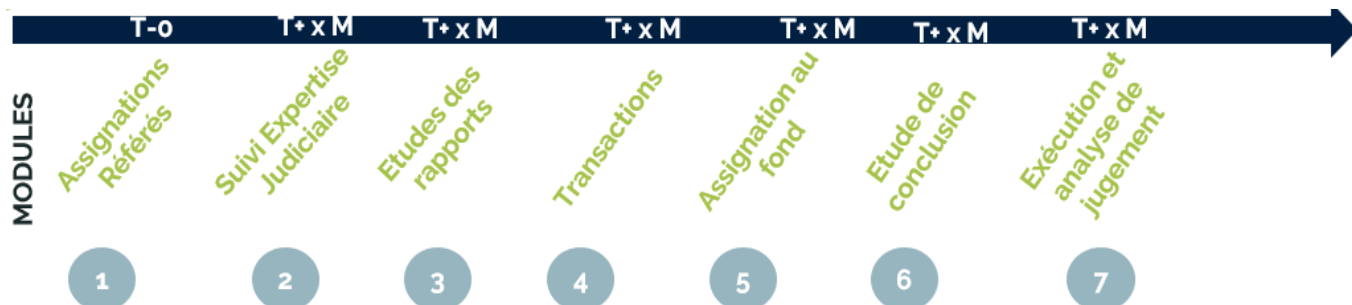 T-0 T+ x M T+ x M T+ x M T+ x M T+ x M T+ x M
MODULES
Assignations
Référés
Suivi Expertise
Judiciaire
Etudes des
rapports
Transactions
Assignation au
fond
Etude de
conclusion
Exécution et
analyse de
jugement
1 2 3 4 5 6 7